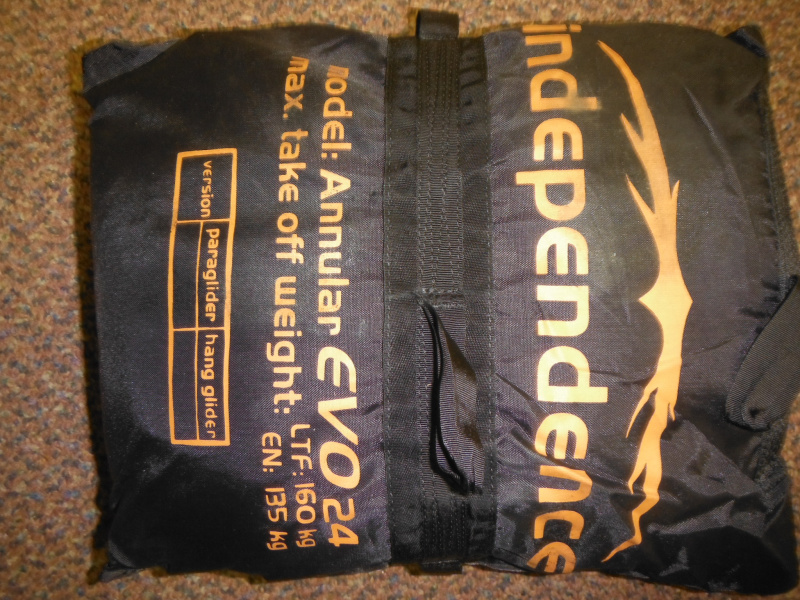 independence
model: Annular EVO 24
max. take off weight: LTF: 160 kg
EN: 135 kg
version paraglider hang glider